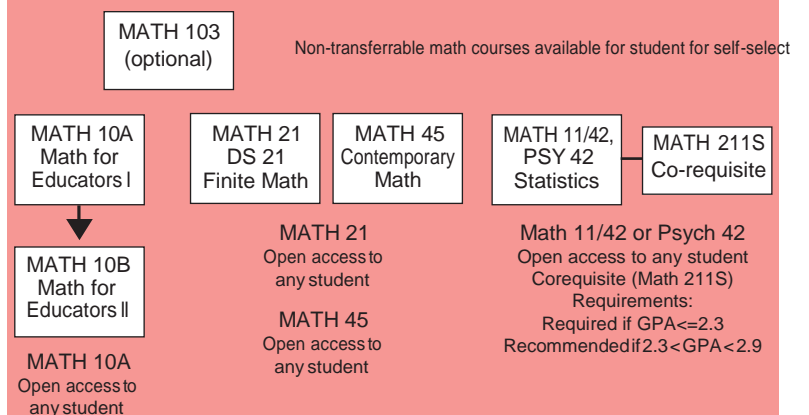 MATH 103
(optional)
Non-transferrable math courses available for student for self-select
MATH 10A
Math for
Educators I
MATH 21
DS 21
Finite Math
MATH 45
Contemporary
Math
MATH 11/42,
PSY 42
Statistics
MATH 211S
Co-requisite
MATH 10B
Math for
Educators II
MATH 10A
Open access to
any student
MATH 21
Open access to
any student
MATH 45
Open access to
any student
Math 11/42 or Psych 42
Open access to any student
Corequisite (Math 211S)
Requirements:
Required if GPA<=2.3
Recommended if 2.3<GPA<2.9